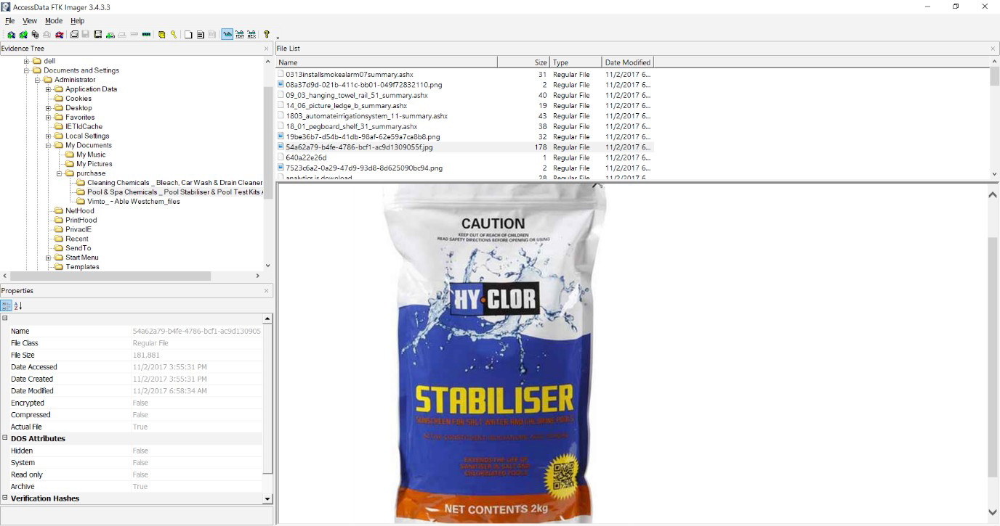 AccessData FTK Imager 3.4.3.3
File View Mode Help
Evidence Tree
dell
Documents and Settings
Administrator
Application Data
Cookies
Desktop
Favorites
IETldCache
Local Settings
My Documents
My Music
My Pictures
purchase
Cleaning Chemicals _ Bleach, Car Wash & Drain Cleaner
Pool & Spa Chemicals _ Pool Stabiliser & Pool Test Kits
Vimto_ - Able Westchem_files
NetHood
PrintHood
PrivacIE
Recent
SendTo
Start Menu
Templates
Properties
Name 54a62a79-b4fe-4786-bcf1-ac9d130905
File Class Regular File
File Size 181,881
Date Accessed 11/2/2017 3:55:31 PM
Date Created 11/2/2017 3:55:31 PM
Date Modified 11/2/2017 6:58:34 AM
Encrypted False
Compressed False
Actual File True
DOS Attributes
Hidden False
System False
Read only False
Archive True
Verification Hashes
File List
Name Size Type Date Modified
0313installsmokealarm07summary.ashx 31 Regular File 11/2/2017 6...
08a37d9d-021b-411c-bb01-049f72832110.png 2 Regular File 11/2/2017 6...
09_03_hanging_towel_rail_51_summary.ashx 40 Regular File 11/2/2017 6...
14_06_picture_ledge_b_summary.ashx 19 Regular File 11/2/2017 6...
1803_automateirrigationsystem_11-summary.ashx 43 Regular File 11/2/2017 6...
18_01_pegboard_shelf_31_summary.ashx 38 Regular File 11/2/2017 6...
19be36b7-d54b-41db-98af-62e59a7ca8b8.png 32 Regular File 11/2/2017 6...
54a62a79-b4fe-4786-bcf1-ac9d1309055f.jpg 178 Regular File 11/2/2017 6...
640a22e26d 1 Regular File 11/2/2017 6...
7523c6a2-0a29-47d9-93d8-8d625090bc94.png 2 Regular File 11/2/2017 6...
analytics.js.download 28 Regular File 11/2/2017 6...
CAUTION
KEEP OUT OF REACH OF CHILDREN
READ SAFETY DIRECTIONS BEFORE OPENING OR USING
HY·CLOR
STABILISER
SUNSCREEN FOR SALT WATER AND CHLORINE POOLS
EXTENDS THE LIFE OF
SANITISER IN SALT AND
CHLORINATED POOLS
NET CONTENTS 2kg